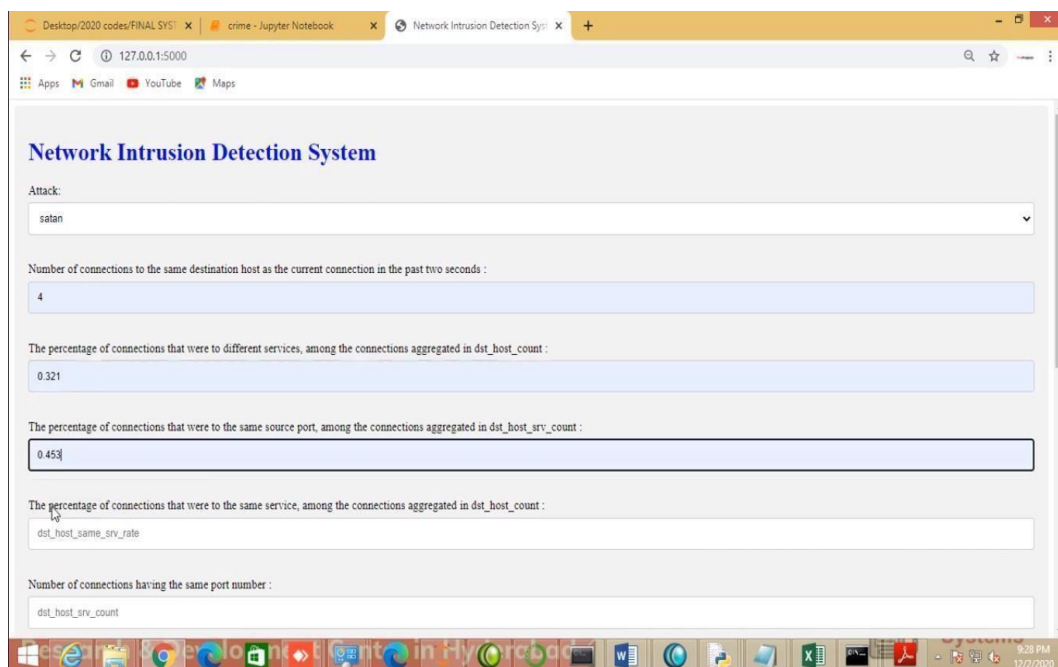 Desktop/2020 codes/FINAL SYST
crime - Jupyter Notebook
Network Intrusion Detection Syst
127.0.0.1:5000
Apps
Gmail
YouTube
Maps
Network Intrusion Detection System
Attack:
satan
Number of connections to the same destination host as the current connection in the past two seconds :
4
The percentage of connections that were to different services, among the connections aggregated in dst_host_count :
0.321
The percentage of connections that were to the same source port, among the connections aggregated in dst_host_srv_count :
0.453
The percentage of connections that were to the same service, among the connections aggregated in dst_host_count :
dst_host_same_srv_rate
Number of connections having the same port number :
dst_host_srv_count
9:28 PM